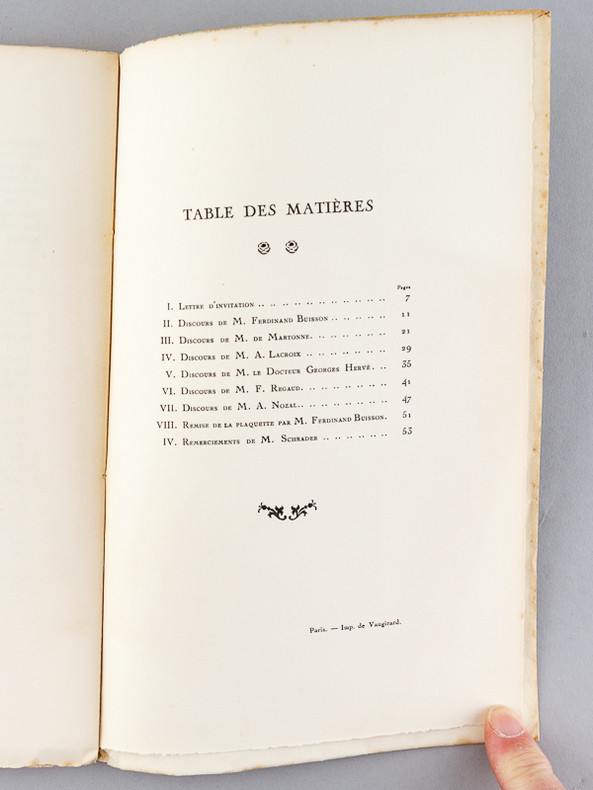 TABLE DES MATIÈRES
Pages
I. Lettre d'invitation .. .. .. .. .. .. .. .. .. .. .. 7
II. Discours de M. Ferdinand Buisson .. .. .. .. .. 11
III. Discours de M. de Martonne. .. .. .. .. .. .. 21
IV. Discours de M. A. Lacroix .. .. .. .. .. .. .. 29
V. Discours de M. le Docteur Georges Hervé. .. .. 35
VI. Discours de M. F. Regaud. .. .. .. .. .. .. .. 41
VII. Discours de M. A. Nozal.. .. .. .. .. .. .. .. 47
VIII. Remise de la plaquette par M. Ferdinand Buisson. 51
IV. Remerciements de M. Schrader .. .. .. .. .. .. 53
Paris. — Imp. de Vaugirard.